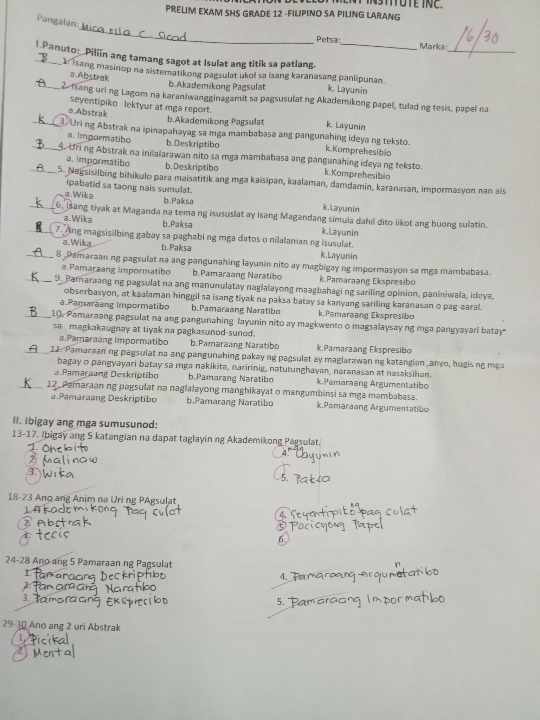 DEVELOPMENT INSTITUTE INC.
PRELIM EXAM SHS GRADE 12 -FILIPINO SA PILING LARANG
Pangalan: C.
Petsa:
Marka: 16/30
I.Panuto: Piliin ang tamang sagot at Isulat ang titik sa patlang.
B 1. Isang masinop na sistematikong pagsulat ukol sa isang karanasang panlipunan.
a.Abstrak b.Akademikong Pagsulat k. Layunin
A 2. Isang uri ng Lagom na karaniwangginagamit sa pagsusulat ng Akademikong papel, tulad ng tesis, papel na
seyentipiko lektyur at mga report.
a.Abstrak b.Akademikong Pagsulat k. Layunin
K 3. Uri ng Abstrak na ipinapahayag sa mga mambabasa ang pangunahing ideya ng teksto.
a. Impormatibo b.Deskriptibo k.Komprehesibio
B 4. Uri ng Abstrak na inilalarawan nito sa mga mambabasa ang pangunahing ideya ng teksto.
a. Impormatibo b.Deskriptibo k.Komprehesibio
A 5. Nagsisilbing bihikulo para maisatitik ang mga kaisipan, kaalaman, damdamin, karanasan, impormasyon nan ais
ipabatid sa taong nais sumulat.
a.Wika b.Paksa k.Layunin
K 6. Isang tiyak at Maganda na tema ng isususlat ay isang Magandang simula dahil dito iikot ang buong sulatin.
a.Wika b.Paksa k.Layunin
7. Ang magsisilbing gabay sa paghabi ng mga datos o nilalaman ng isusulat.
a.Wika b.Paksa k.Layunin
A 8. Pamaraan ng pagsulat na ang pangunahing layunin nito ay magbigay ng impormasyon sa mga mambabasa.
a.Pamaraang Impormatibo b.Pamaraang Naratibo k.Pamaraang Ekspresibo
K 9. Pamaraang ng pagsulat na ang manunulatay naglalayong maagbahagi ng sariling opinion, paniniwala, ideya,
obserbasyon, at kaalaman hinggil sa isang tiyak na paksa batay sa kanyang sariling karanasan o pag-aaral.
a.Pamaraang Impormatibo b.Pamaraang Naratibo k.Pamaraang Ekspresibo
B 10. Pamaraang pagsulat na ang pangunahing layunin nito ay magkwento o magsalaysay ng mga pangyayari batay
sa magkakaugnay at tiyak na pagkasunod-sunod.
a.Pamaraang Impormatibo b.Pamaraang Naratibo k.Pamaraang Ekspresibo
A 11. Pamaraan ng pagsulat na ang pangunahing pakay ng pagsulat ay maglarawan ng katangian ,anyo, hugis ng mga
bagay o pangyayari batay sa mga nakikita, naririnig, natutunghayan, naranasan at nasaksihan.
a.Pamaraang Deskriptibo b.Pamarang Naratibo k.Pamaraang Argumentatibo
K 12. Pamaraan ng pagsulat na naglalayong manghikayat o mangumbinsi sa mga mambabasa.
a.Pamaraang Deskriptibo b.Pamarang Naratibo k.Pamaraang Argumentatibo
II. Ibigay ang mga sumusunod:
13-17. Ibigay ang 5 katangian na dapat taglayin ng Akademikong Pagsulat.
1.
2. Malinaw
3. Wika
4. Layunin
5. Paksa
18-23 Ano ang Anim na Uri ng PAgsulat
1. Akademikong Pag sulat
2. Abstrak
3. tecis
4. pag sulat
5. Papel
6.
24-28 Ano ang 5 Pamaraan ng Pagsulat
1. Pamaraang Deckriptibo
2. Pamaraang Naratibo
3. Pamaraang
4. Pamaraang
5. Pamaraang Impormatibo
29-30 Ano ang 2 uri Abstrak
1. Picikal
2. Mental